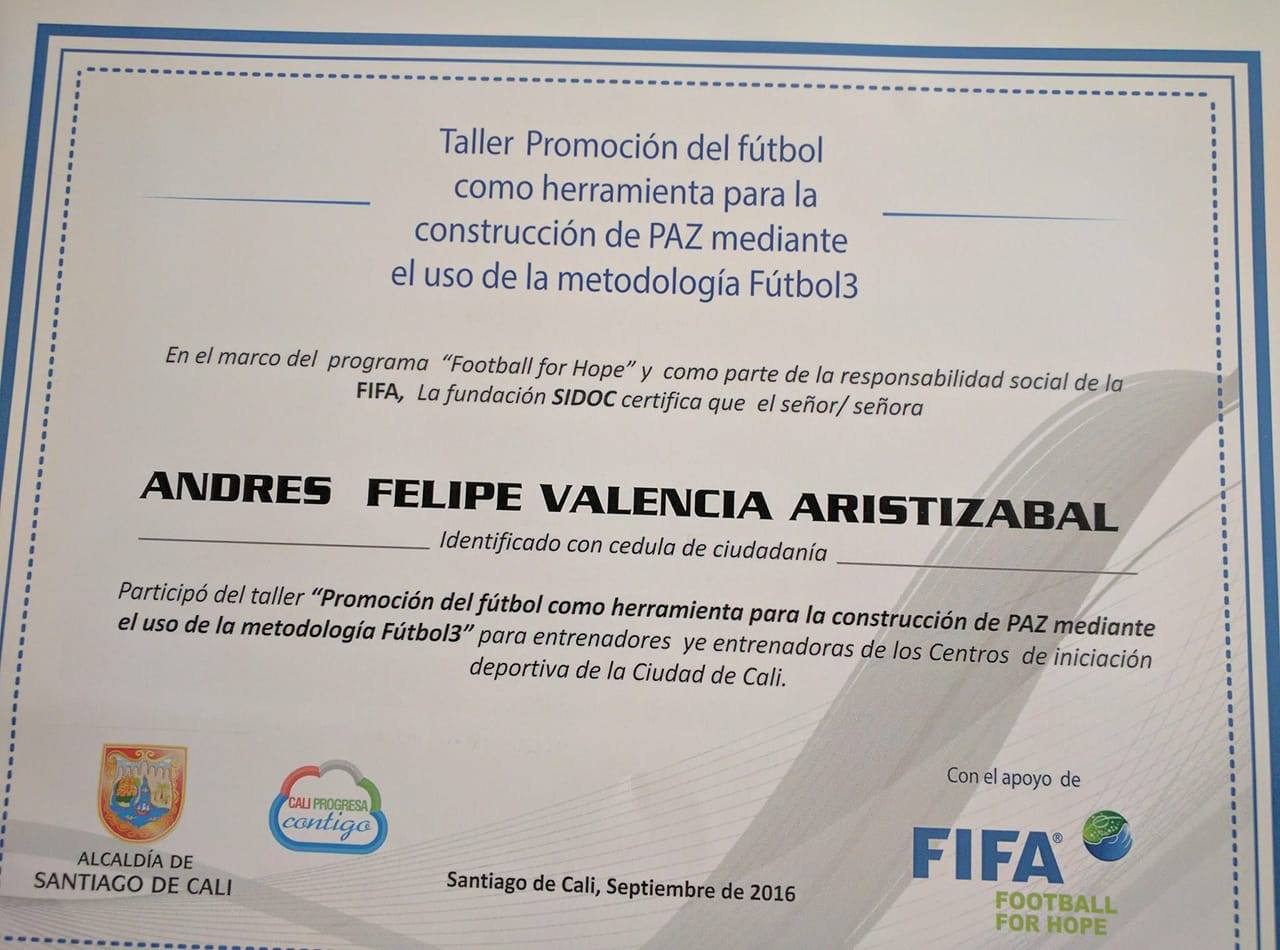 Taller Promoción del fútbol
como herramienta para la
construcción de PAZ mediante
el uso de la metodología Fútbol3
En el marco del programa “Football for Hope” y como parte de la responsabilidad social de la
FIFA, La fundación SIDOC certifica que el señor/ señora
ANDRES FELIPE VALENCIA ARISTIZABAL
Identificado con cedula de ciudadanía
Participó del taller “Promoción del fútbol como herramienta para la construcción de PAZ mediante
el uso de la metodología Fútbol3” para entrenadores ye entrenadoras de los Centros de iniciación
deportiva de la Ciudad de Cali.
ALCALDÍA DE
SANTIAGO DE CALI
CALI PROGRESA
contigo
Santiago de Cali, Septiembre de 2016
Con el apoyo de
FIFA®
FOOTBALL
FOR HOPE